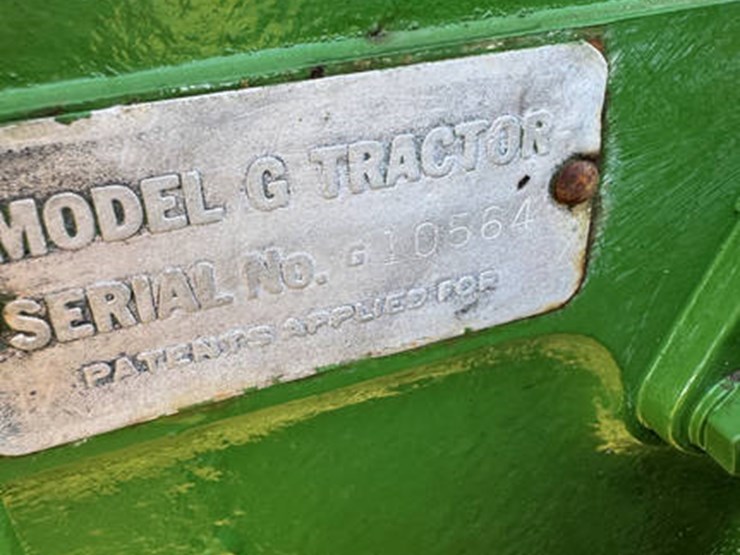 MODEL G TRACTOR
SERIAL No. G10564
PATENTS APPLIED FOR